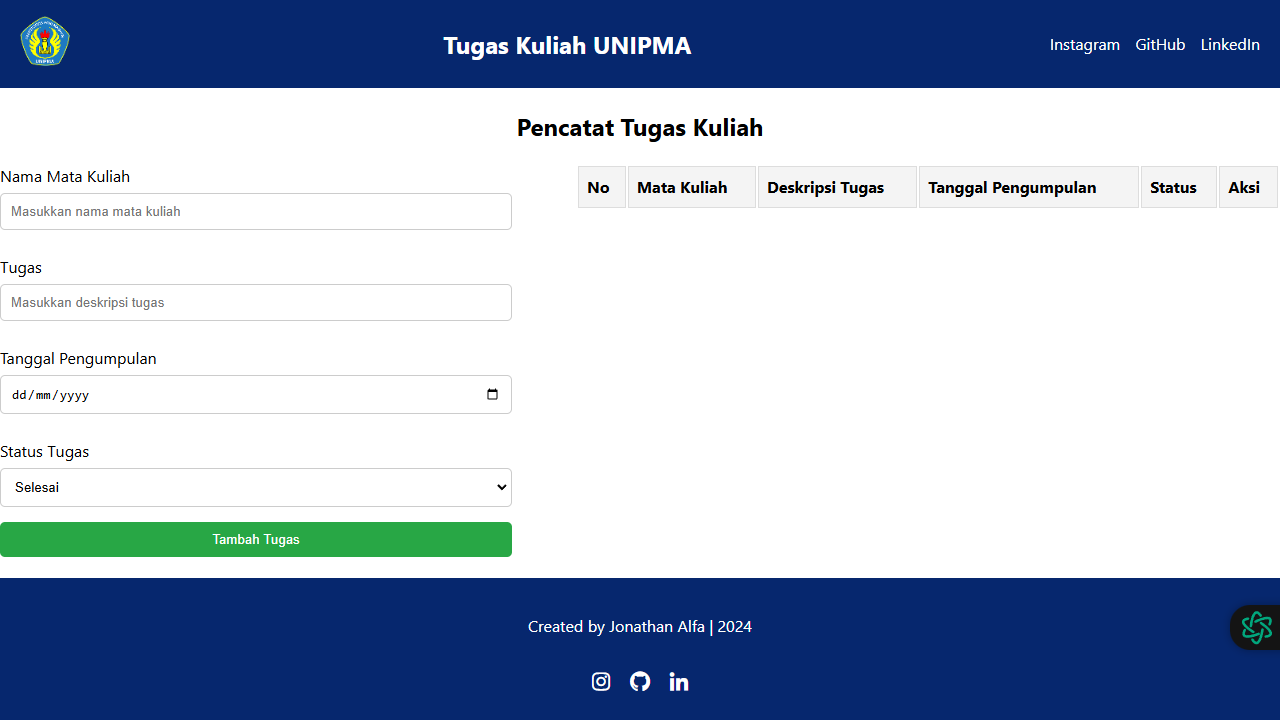 UNIPMA
Tugas Kuliah UNIPMA
Instagram GitHub LinkedIn
Pencatat Tugas Kuliah
Nama Mata Kuliah
Masukkan nama mata kuliah
Tugas
Masukkan deskripsi tugas
Tanggal Pengumpulan
dd/mm/yyyy
Status Tugas
Selesai
Tambah Tugas
No Mata Kuliah Deskripsi Tugas Tanggal Pengumpulan Status Aksi
Created by Jonathan Alfa | 2024